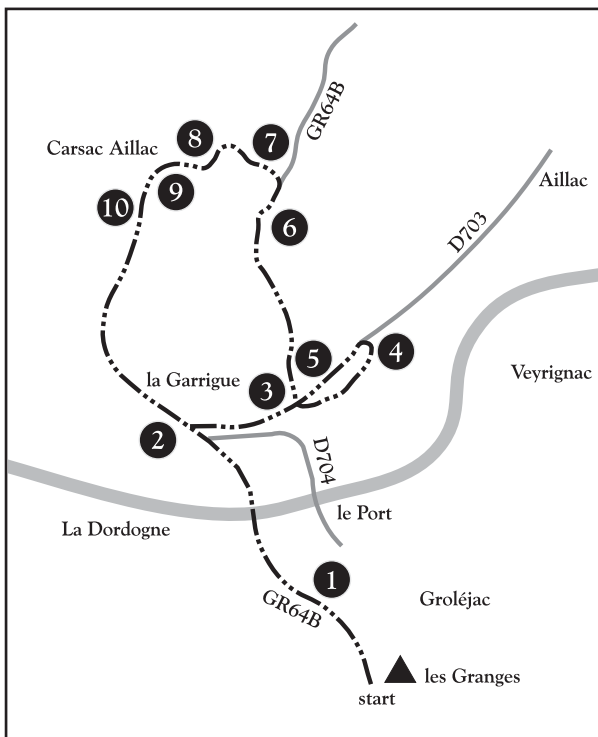 GR64B
8
7
Carsac Aillac
Aillac
9
10
6
D703
5
4
Veyrignac
la Garrigue
3
2
D704
le Port
La Dordogne
1
GR64B
Groléjac
les Granges
start